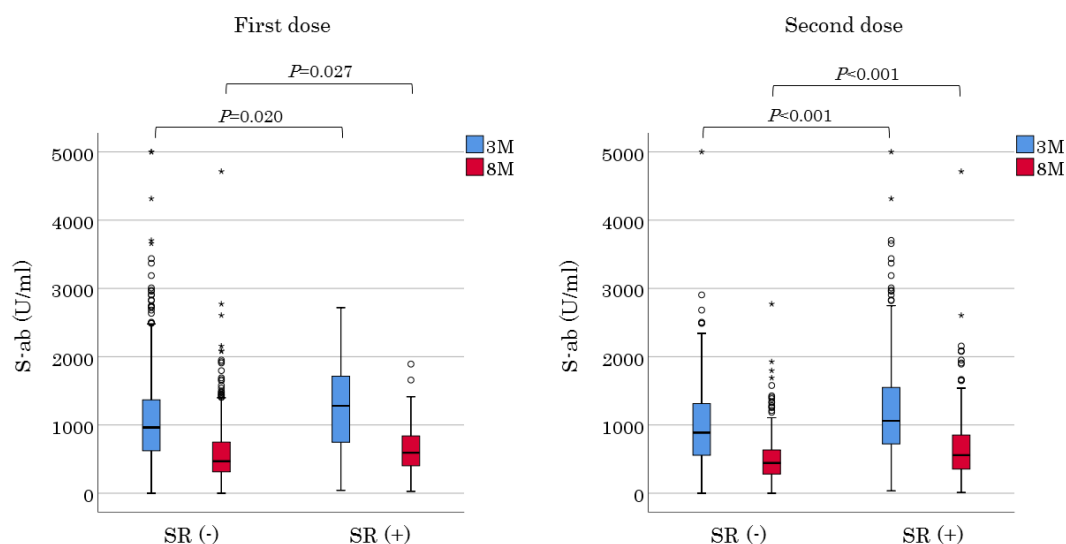 First dose
P=0.027
P=0.020
3M
8M
5000
4000
3000
2000
1000
0
S-ab (U/ml)
SR (-)
SR (+)
Second dose
P<0.001
P<0.001
3M
8M
5000
4000
3000
2000
1000
0
S-ab (U/ml)
SR (-)
SR (+)